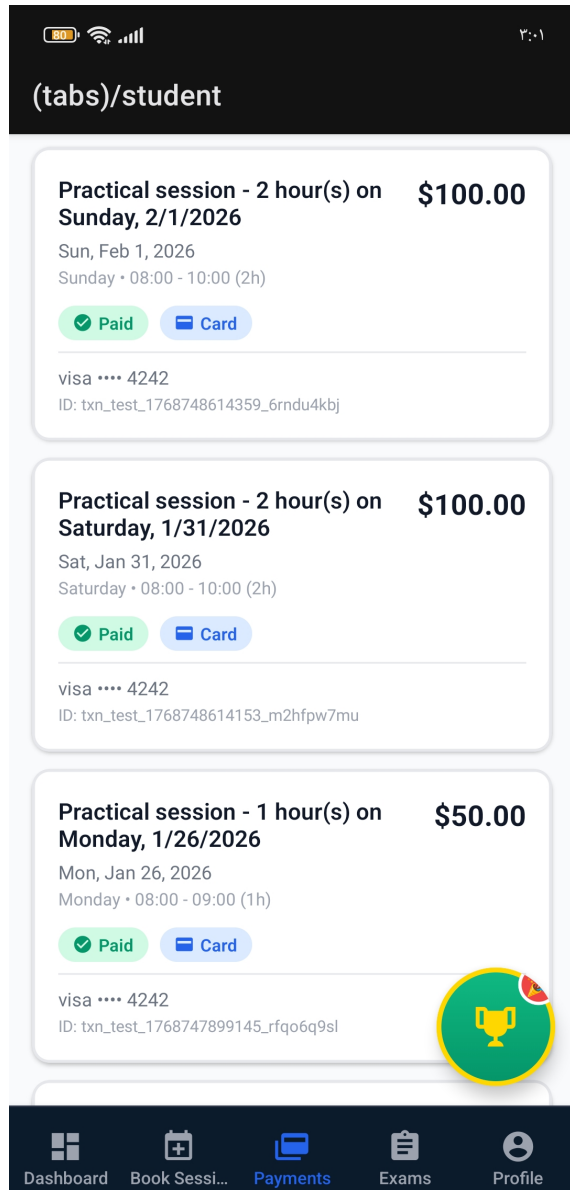 80
٣:٠١
(tabs)/student
Practical session - 2 hour(s) on
Sunday, 2/1/2026
$100.00
Sun, Feb 1, 2026
Sunday • 08:00 - 10:00 (2h)
Paid
Card
visa •••• 4242
ID: txn_test_1768748614359_6rndu4kbj
Practical session - 2 hour(s) on
Saturday, 1/31/2026
$100.00
Sat, Jan 31, 2026
Saturday • 08:00 - 10:00 (2h)
Paid
Card
visa •••• 4242
ID: txn_test_1768748614153_m2hfpw7mu
Practical session - 1 hour(s) on
Monday, 1/26/2026
$50.00
Mon, Jan 26, 2026
Monday • 08:00 - 09:00 (1h)
Paid
Card
visa •••• 4242
ID: txn_test_1768747899145_rfqo6q9sl
Dashboard
Book Sessi...
Payments
Exams
Profile